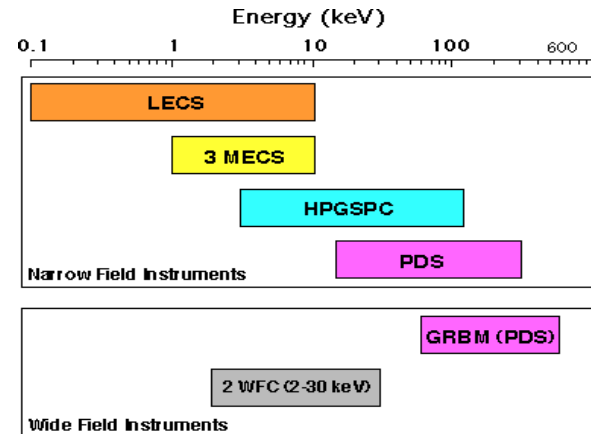 Energy (keV)
0.1 1 10 100 600
LECS
3 MECS
HPGSPC
PDS
Narrow Field Instruments
GRBM (PDS)
2 WFC (2-30 keV)
Wide Field Instruments